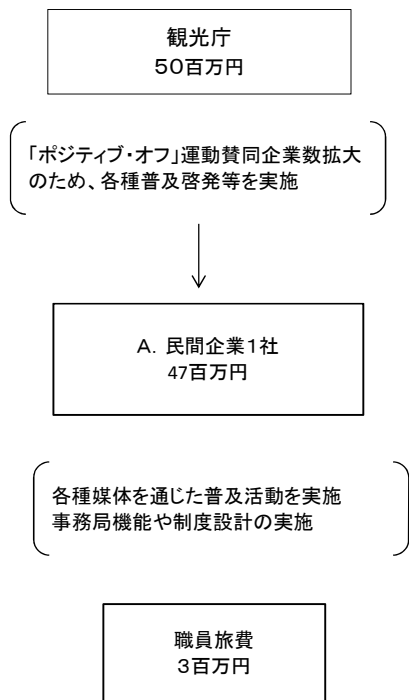 観光庁
50百万円
「ポジティブ・オフ」運動賛同企業数拡大
のため、各種普及啓発等を実施
A. 民間企業1社
47百万円
各種媒体を通じた普及活動を実施
事務局機能や制度設計の実施
職員旅費
3百万円